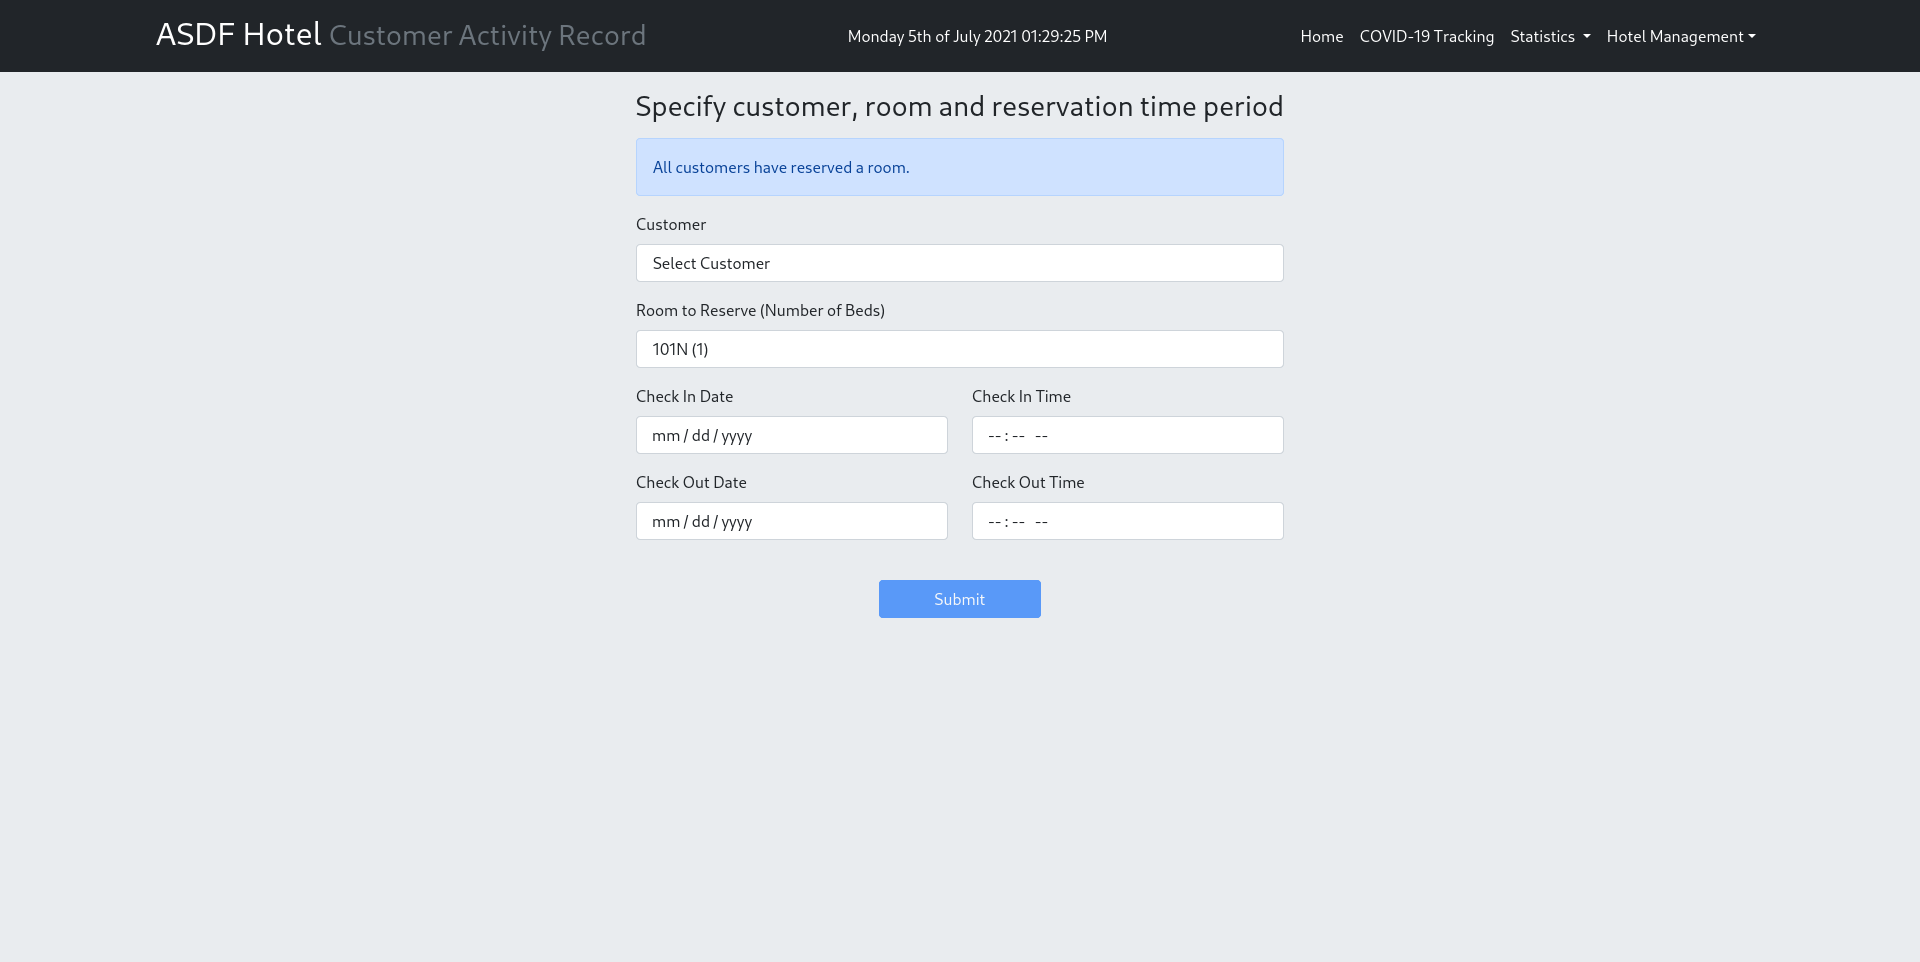 ASDF Hotel Customer Activity Record
Monday 5th of July 2021 01:29:25 PM
Home COVID-19 Tracking Statistics Hotel Management
Specify customer, room and reservation time period
All customers have reserved a room.
Customer
Select Customer
Room to Reserve (Number of Beds)
101N (1)
Check In Date
Check In Time
mm / dd / yyyy
-- : -- --
Check Out Date
Check Out Time
mm / dd / yyyy
-- : -- --
Submit